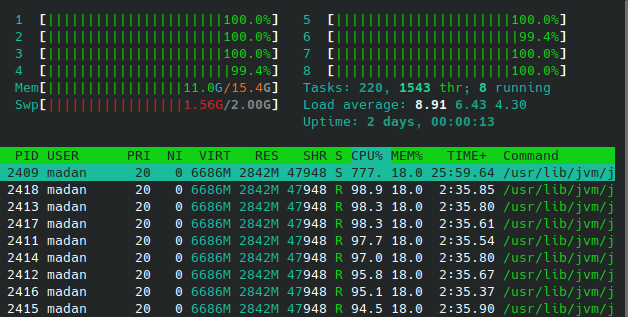 1 [||||||||||||||||||||||100.0%] 5 [||||||||||||||||||||||100.0%]
2 [||||||||||||||||||||||100.0%] 6 [|||||||||||||||||||||||99.4%]
3 [||||||||||||||||||||||100.0%] 7 [||||||||||||||||||||||100.0%]
4 [|||||||||||||||||||||||99.4%] 8 [||||||||||||||||||||||100.0%]
Mem[|||||||||||||||||11.0G/15.4G] Tasks: 220, 1543 thr; 8 running
Swp[|||||||||||||||||1.56G/2.00G] Load average: 8.91 6.43 4.30
Uptime: 2 days, 00:00:13
PID USER PRI NI VIRT RES SHR S CPU% MEM% TIME+ Command
2409 madan 20 0 6686M 2842M 47948 S 777. 18.0 25:59.64 /usr/lib/jvm/j
2418 madan 20 0 6686M 2842M 47948 R 98.9 18.0 2:35.85 /usr/lib/jvm/j
2413 madan 20 0 6686M 2842M 47948 R 98.3 18.0 2:35.80 /usr/lib/jvm/j
2417 madan 20 0 6686M 2842M 47948 R 98.3 18.0 2:35.61 /usr/lib/jvm/j
2411 madan 20 0 6686M 2842M 47948 R 97.7 18.0 2:35.54 /usr/lib/jvm/j
2414 madan 20 0 6686M 2842M 47948 R 97.0 18.0 2:35.80 /usr/lib/jvm/j
2412 madan 20 0 6686M 2842M 47948 R 95.8 18.0 2:35.67 /usr/lib/jvm/j
2416 madan 20 0 6686M 2842M 47948 R 95.1 18.0 2:35.37 /usr/lib/jvm/j
2415 madan 20 0 6686M 2842M 47948 R 94.5 18.0 2:35.90 /usr/lib/jvm/j